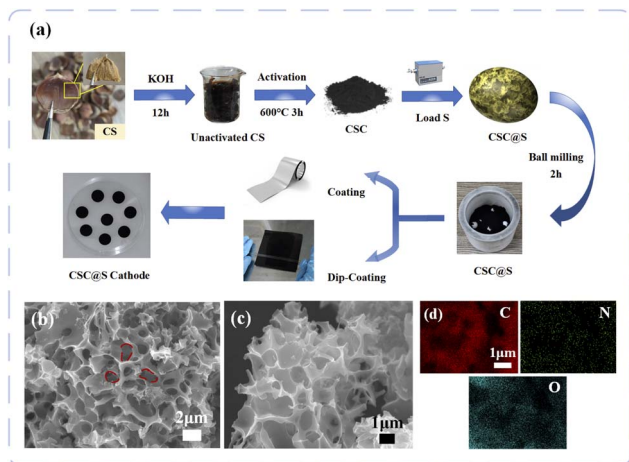 (a)
CS
KOH
12h
Unactivated CS
Activation
600°C 3h
CSC
Load S
CSC@S
Ball milling
2h
CSC@S
Coating
Dip-Coating
CSC@S Cathode
(b)
2μm
(c)
1μm
(d)
C
1μm
N
O